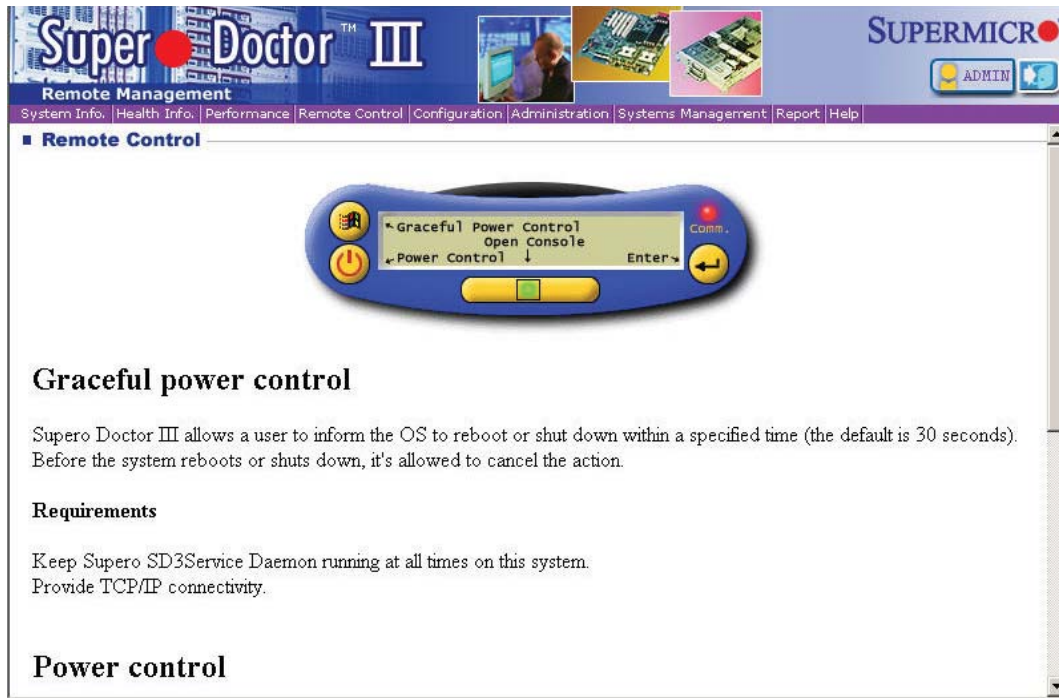 Super Doctor TM III
SUPERMICR
Remote Management
ADMIN
System Info. Health Info. Performance Remote Control Configuration Administration Systems Management Report Help
Remote Control
Graceful Power Control
Open Console
Power Control ↓ Enter
Comm.
Graceful power control
Supero Doctor III allows a user to inform the OS to reboot or shut down within a specified time (the default is 30 seconds).
Before the system reboots or shuts down, it's allowed to cancel the action.
Requirements
Keep Supero SD3Service Daemon running at all times on this system.
Provide TCP/IP connectivity.
Power control